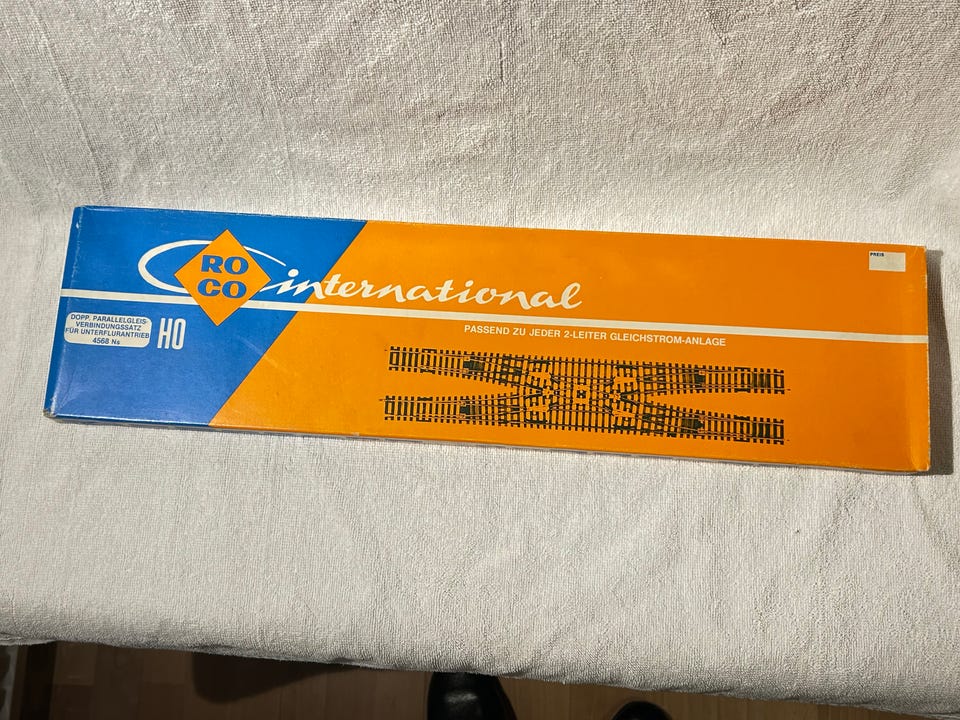 RO
CO
international
PREIS
DOPP. PARALLELGLEIS-
VERBINDUNGSSATZ
FÜR UNTERFLURANTRIEB
4568 Ns
HO
PASSEND ZU JEDER 2-LEITER GLEICHSTROM-ANLAGE